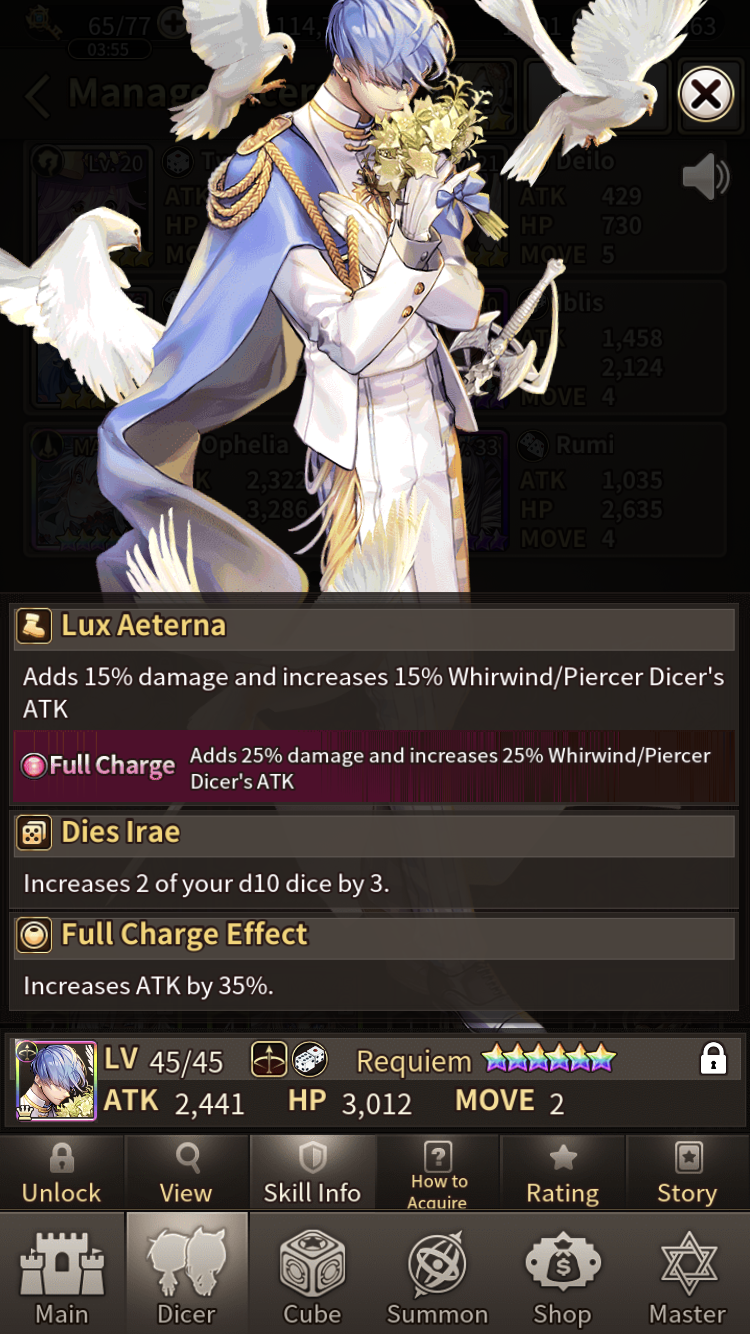 65/77
03:55
Lv. 20
Deilo
ATK 429
HP 730
MOVE 5
Iblis
1,458
2,124
MOVE 4
Ophelia
2,322
3,286
Rumi
ATK 1,035
HP 2,635
MOVE 4
Lux Aeterna
Adds 15% damage and increases 15% Whirwind/Piercer Dicer's
ATK
Full Charge
Adds 25% damage and increases 25% Whirwind/Piercer
Dicer's ATK
Dies Irae
Increases 2 of your d10 dice by 3.
Full Charge Effect
Increases ATK by 35%.
LV 45/45 Requiem
ATK 2,441 HP 3,012 MOVE 2
Unlock View Skill Info How to Acquire Rating Story
Main Dicer Cube Summon Shop Master